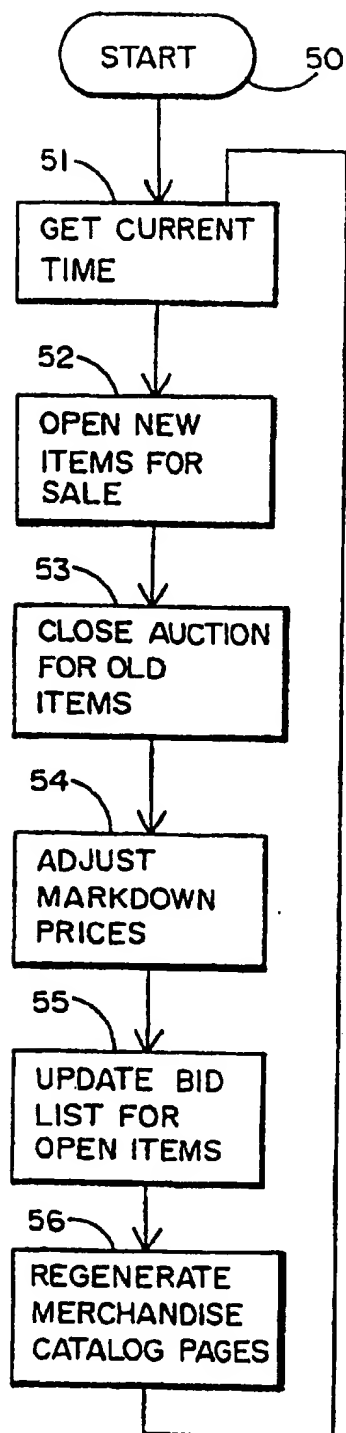 START
50
51
GET CURRENT
TIME
52
OPEN NEW
ITEMS FOR
SALE
53
CLOSE AUCTION
FOR OLD
ITEMS
54
ADJUST
MARKDOWN
PRICES
55
UPDATE BID
LIST FOR
OPEN ITEMS
56
REGENERATE
MERCHANDISE
CATALOG PAGES